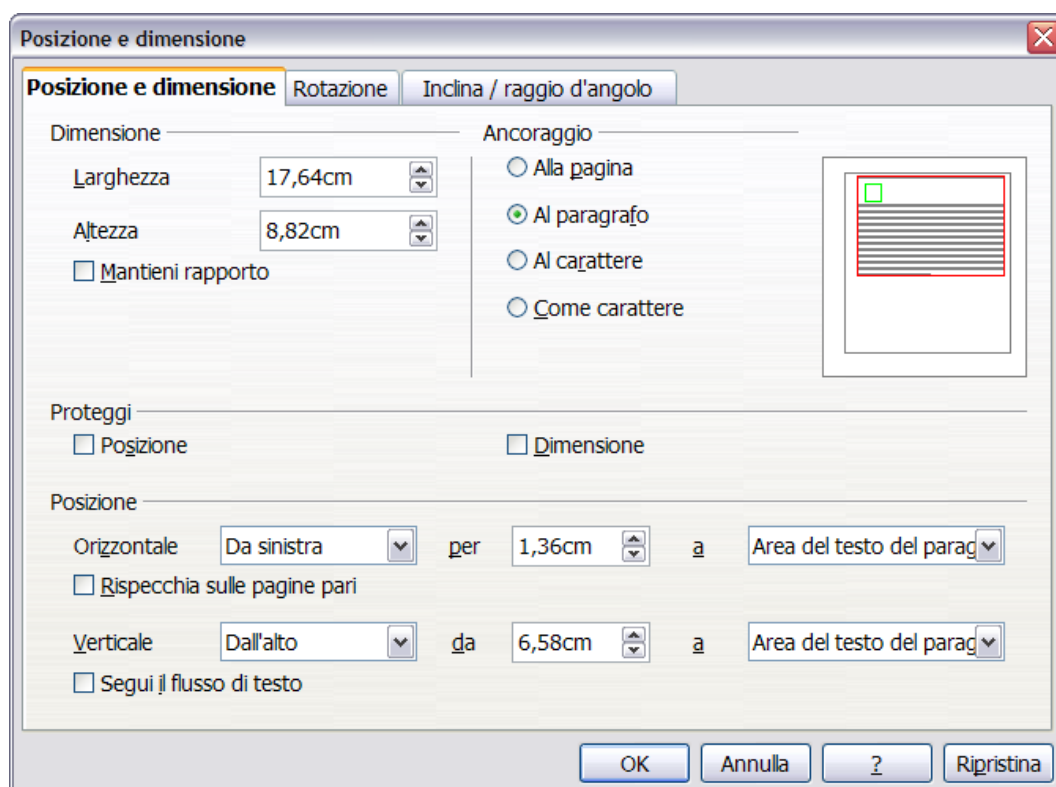 Posizione e dimensione
Posizione e dimensione Rotazione Inclina / raggio d'angolo
Dimensione Ancoraggio
Larghezza 17,64cm Alla pagina
Altezza 8,82cm Al paragrafo
Mantieni rapporto Al carattere
Come carattere
Proteggi
Posizione Dimensione
Posizione
Orizzontale Da sinistra per 1,36cm a Area del testo del parag
Rispecchia sulle pagine pari
Verticale Dall'alto da 6,58cm a Area del testo del parag
Segui il flusso di testo
OK Annulla ? Ripristina